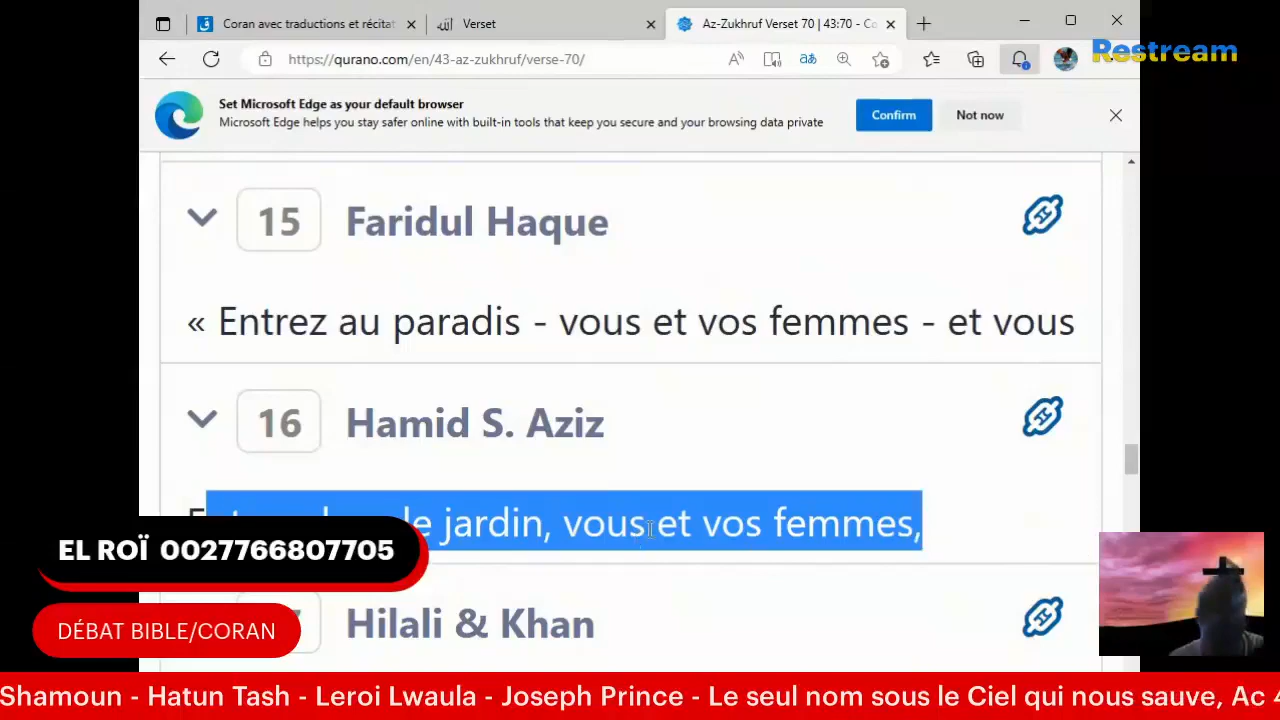 Coran avec traductions et récitat
Verset
Az-Zukhruf Verset 70 | 43:70 - Co
https://qurano.com/en/43-az-zukhruf/verse-70/
Restream
Set Microsoft Edge as your default browser
Microsoft Edge helps you stay safer online with built-in tools that keep you secure and your browsing data private
Confirm
Not now
15
Faridul Haque
« Entrez au paradis - vous et vos femmes - et vous
16
Hamid S. Aziz
le jardin, vous et vos femmes,
EL ROÏ 0027766807705
Hilali & Khan
DÉBAT BIBLE/CORAN
Shamoun - Hatun Tash - Leroi Lwaula - Joseph Prince - Le seul nom sous le Ciel qui nous sauve, Ac 4